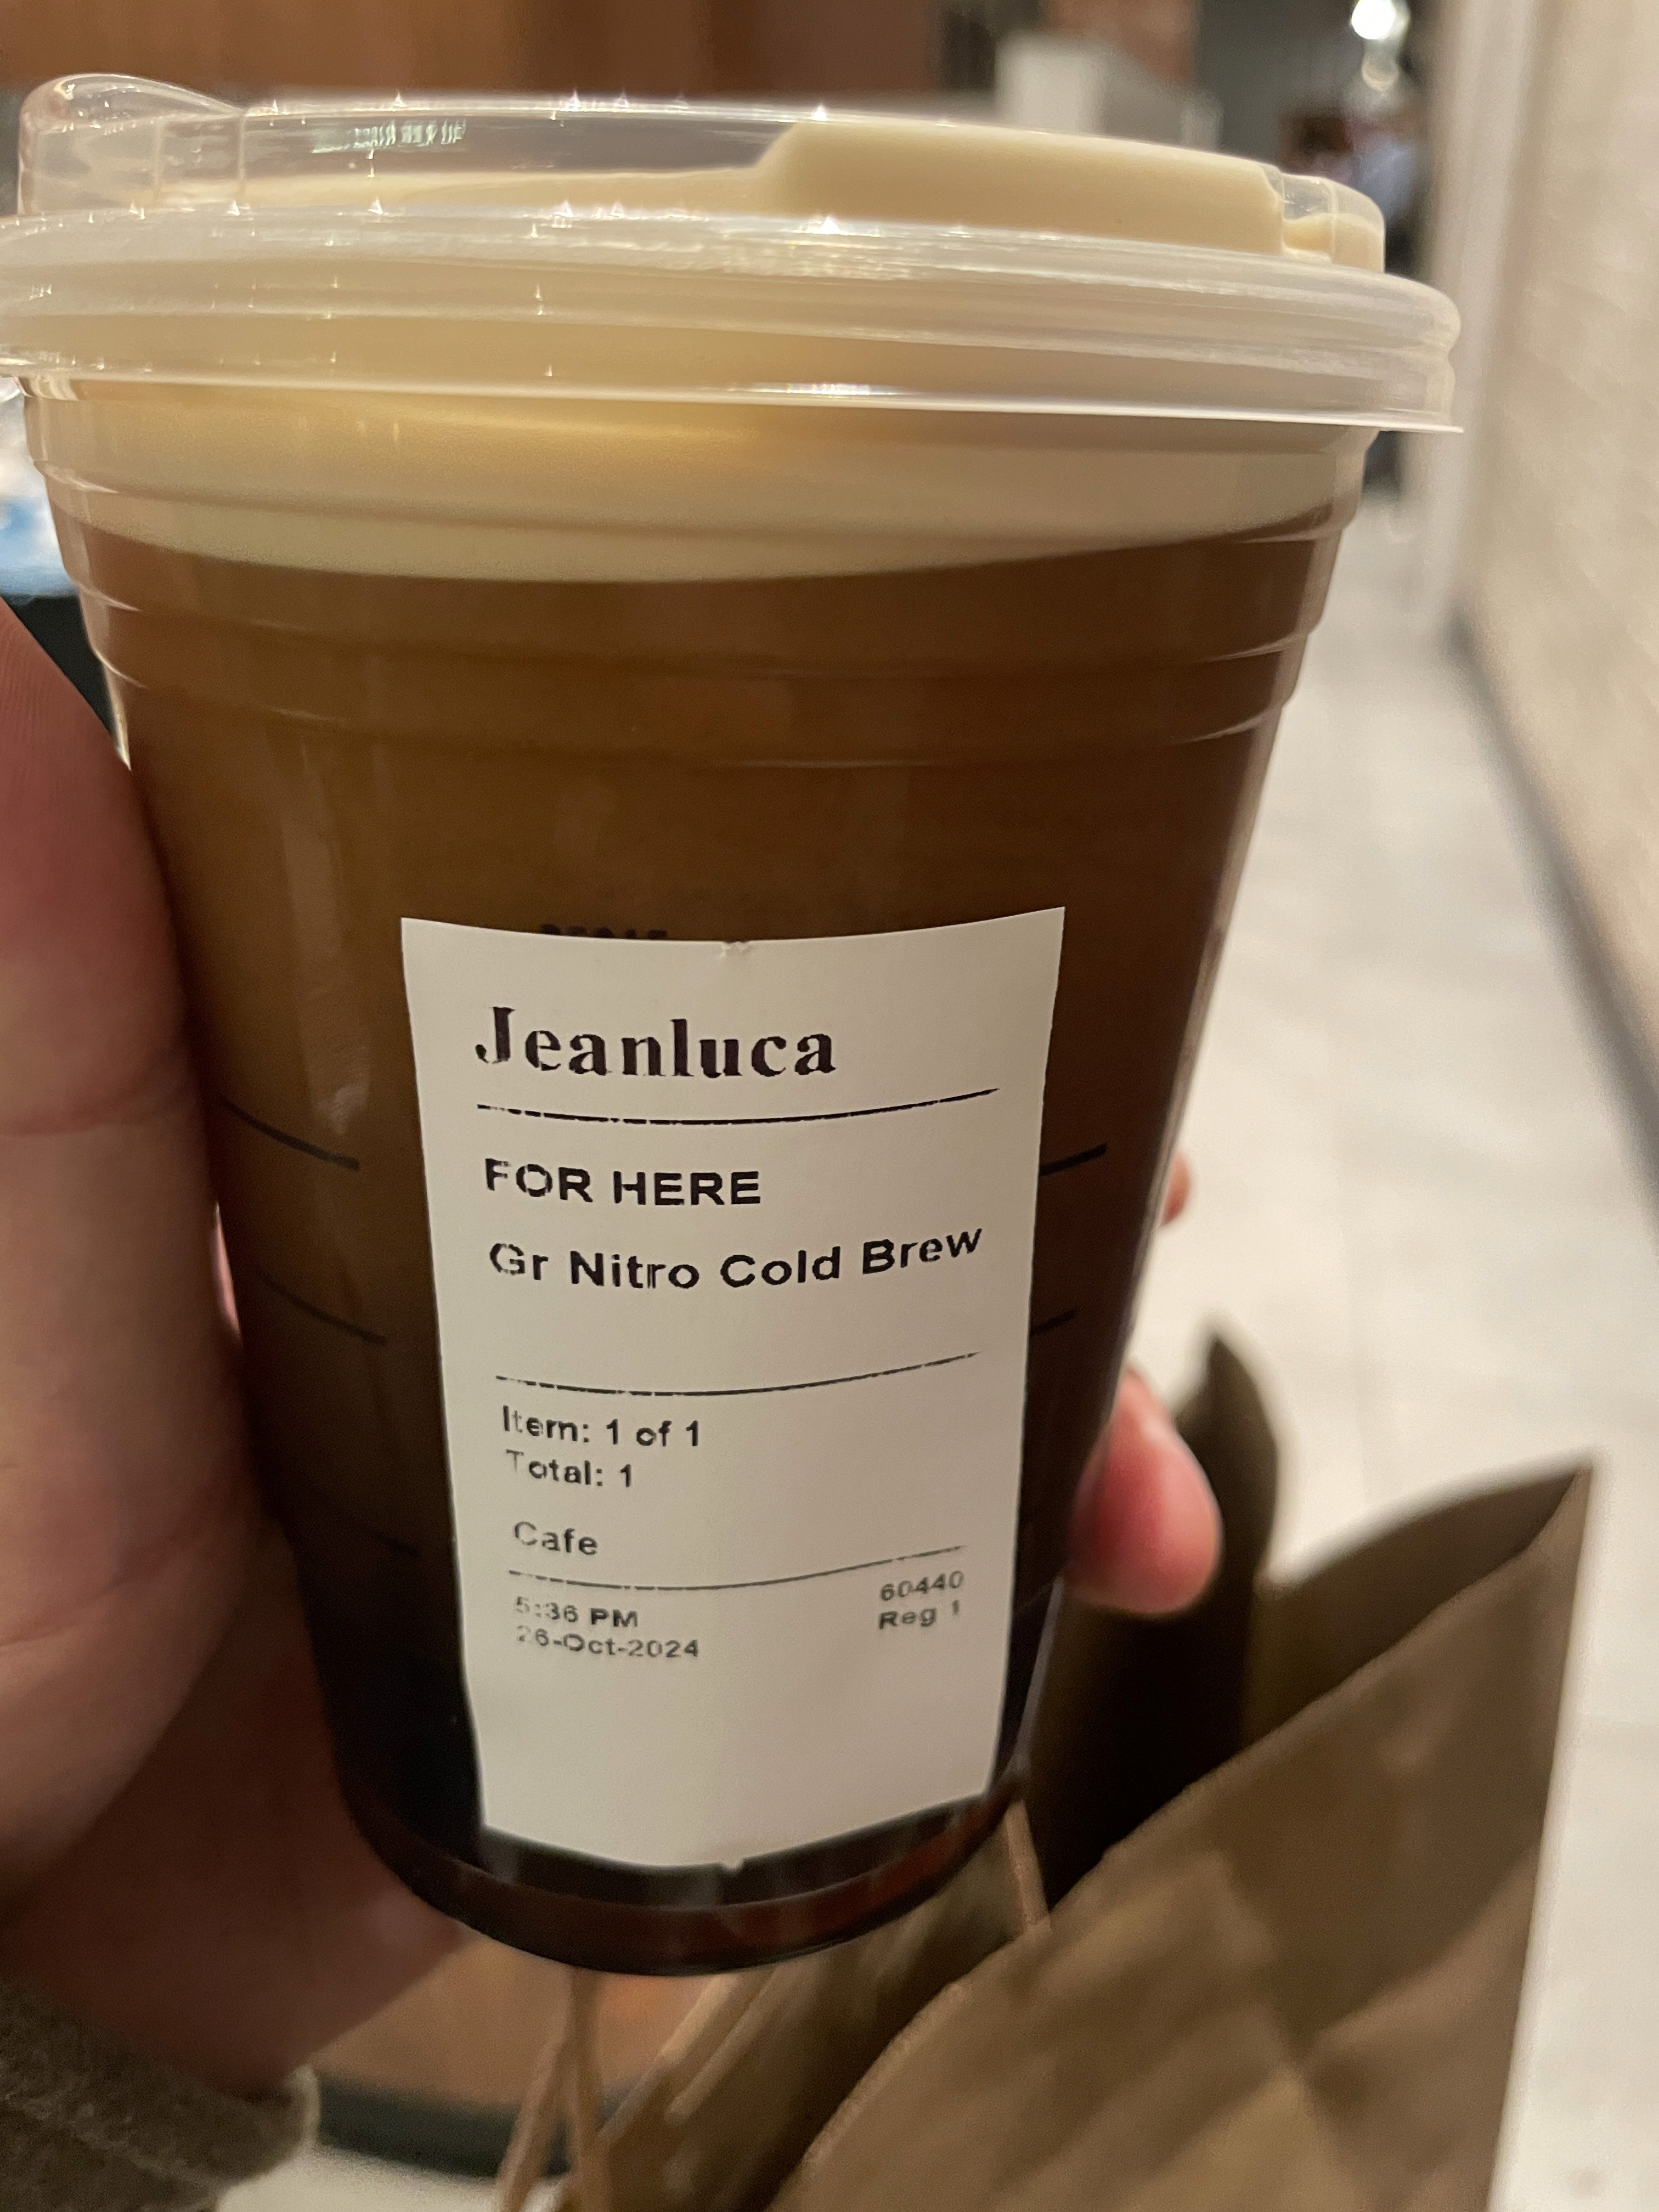 Jeanluca
FOR HERE
Gr Nitro Cold Brew
Item: 1 of 1
Total: 1
Cafe
60440
5:36 PM
Reg 1
26-Oct-2024